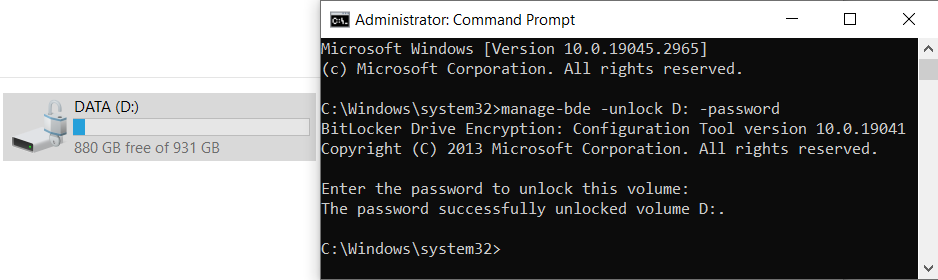 DATA (D:)
880 GB free of 931 GB
Administrator: Command Prompt
Microsoft Windows [Version 10.0.19045.2965]
(c) Microsoft Corporation. All rights reserved.
C:\Windows\system32>manage-bde -unlock D: -password
BitLocker Drive Encryption: Configuration Tool version 10.0.19041
Copyright (C) 2013 Microsoft Corporation. All rights reserved.
Enter the password to unlock this volume:
The password successfully unlocked volume D:.
C:\Windows\system32>